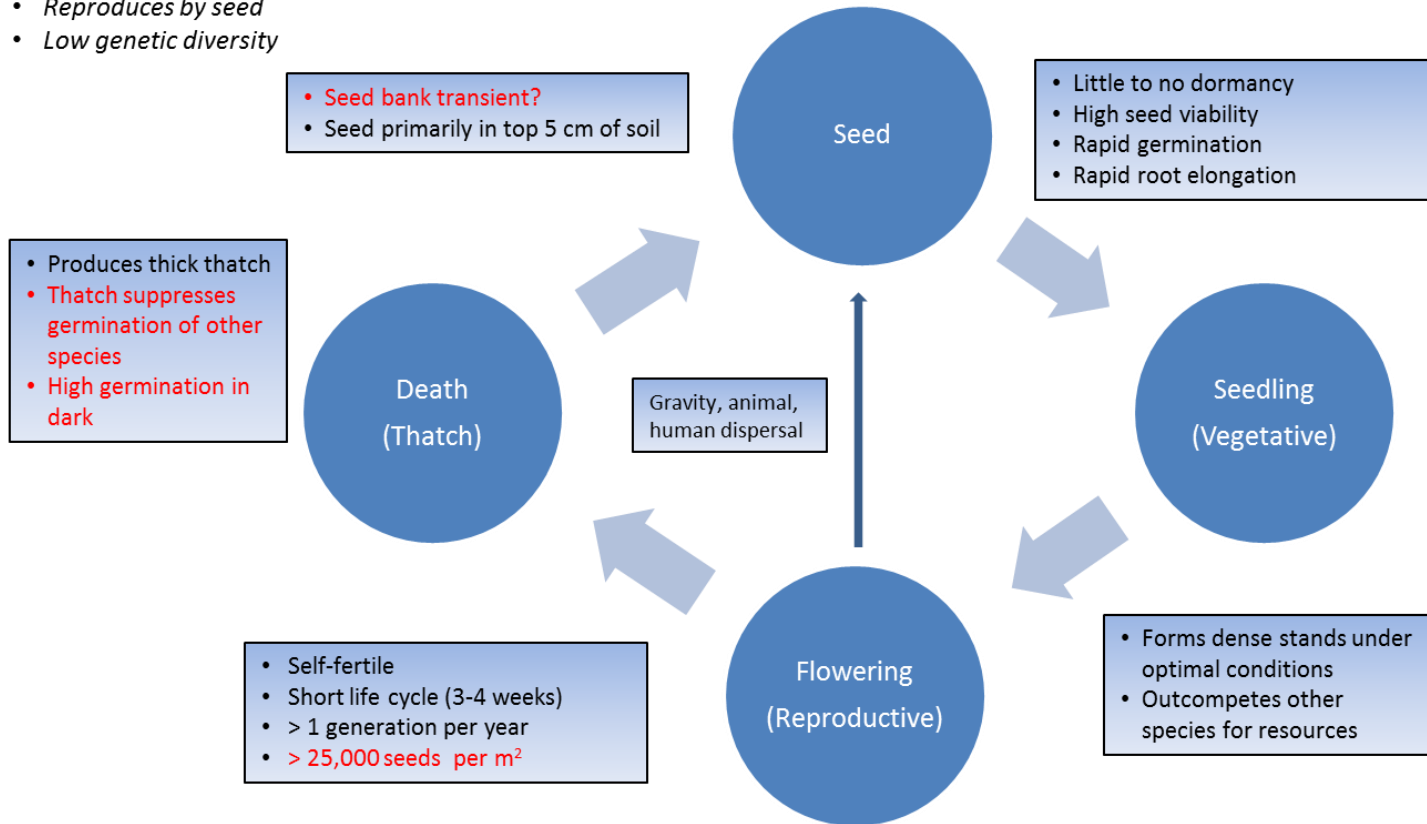 • Reproduces by seed
• Low genetic diversity
• Seed bank transient?
• Seed primarily in top 5 cm of soil
Seed
• Little to no dormancy
• High seed viability
• Rapid germination
• Rapid root elongation
• Produces thick thatch
• Thatch suppresses
germination of other
species
• High germination in
dark
Death
(Thatch)
Gravity, animal,
human dispersal
Seedling
(Vegetative)
• Self-fertile
• Short life cycle (3-4 weeks)
• > 1 generation per year
• > 25,000 seeds per m²
Flowering
(Reproductive)
• Forms dense stands under
optimal conditions
• Outcompetes other
species for resources